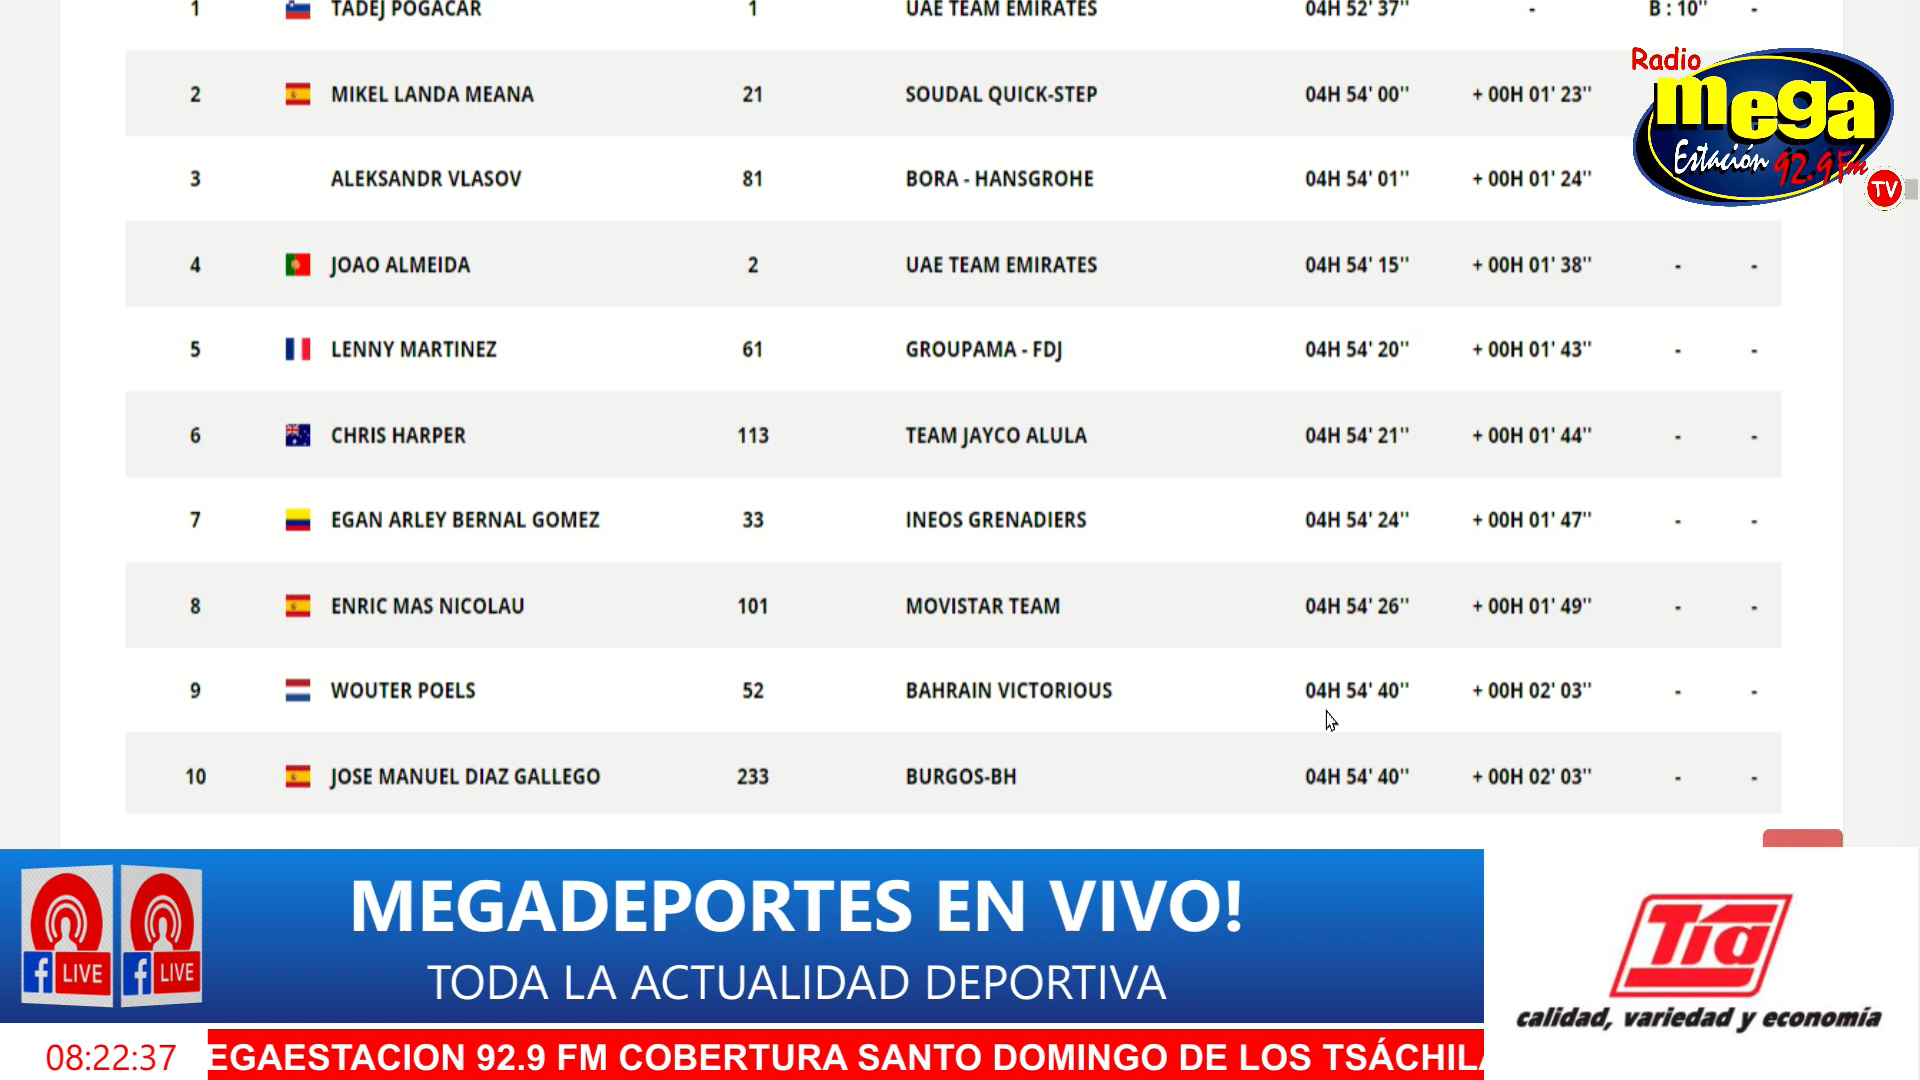 1 TADEJ POGACAR 1 UAE TEAM EMIRATES 04H 52' 37'' - B : 10'' -
Radio
mega
Estación 92.9 Fm
TV
2 MIKEL LANDA MEANA 21 SOUDAL QUICK-STEP 04H 54' 00'' + 00H 01' 23''
3 ALEKSANDR VLASOV 81 BORA - HANSGROHE 04H 54' 01'' + 00H 01' 24''
4 JOAO ALMEIDA 2 UAE TEAM EMIRATES 04H 54' 15'' + 00H 01' 38'' - -
5 LENNY MARTINEZ 61 GROUPAMA - FDJ 04H 54' 20'' + 00H 01' 43'' - -
6 CHRIS HARPER 113 TEAM JAYCO ALULA 04H 54' 21'' + 00H 01' 44'' - -
7 EGAN ARLEY BERNAL GOMEZ 33 INEOS GRENADIERS 04H 54' 24'' + 00H 01' 47'' - -
8 ENRIC MAS NICOLAU 101 MOVISTAR TEAM 04H 54' 26'' + 00H 01' 49'' - -
9 WOUTER POELS 52 BAHRAIN VICTORIOUS 04H 54' 40'' + 00H 02' 03'' - -
10 JOSE MANUEL DIAZ GALLEGO 233 BURGOS-BH 04H 54' 40'' + 00H 02' 03'' - -
f LIVE f LIVE
MEGADEPORTES EN VIVO!
TODA LA ACTUALIDAD DEPORTIVA
Tía
calidad, variedad y economía
08:22:37 EGAESTACION 92.9 FM COBERTURA SANTO DOMINGO DE LOS TSÁCHILA